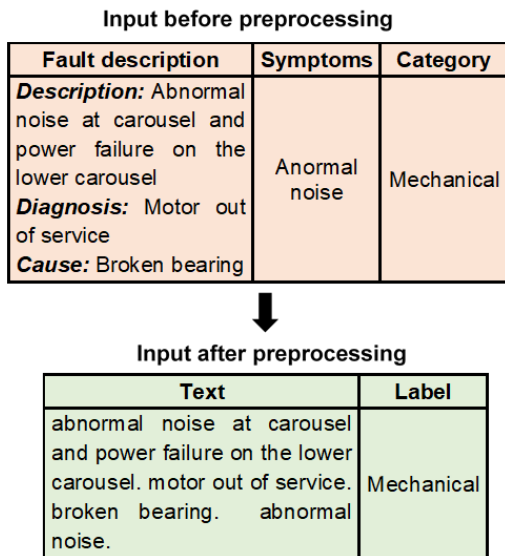 Input before preprocessing
Fault description Symptoms Category
Description: Abnormal
noise at carousel and
power failure on the
lower carousel
Diagnosis: Motor out
of service
Cause: Broken bearing
Anormal
noise
Mechanical
Input after preprocessing
Text Label
abnormal noise at carousel
and power failure on the lower
carousel. motor out of service.
broken bearing. abnormal
noise.
Mechanical